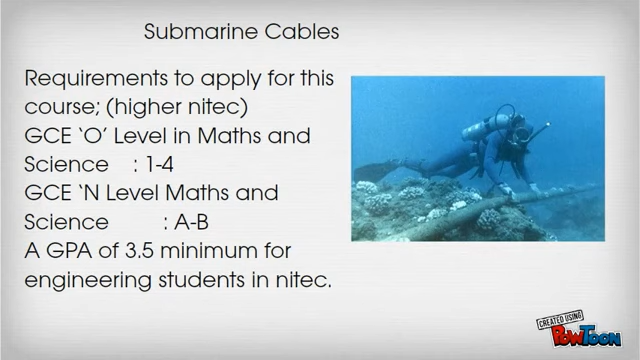 Submarine Cables
Requirements to apply for this
course; (higher nitec)
GCE ‘O’ Level in Maths and
Science : 1-4
GCE ‘N Level Maths and
Science : A-B
A GPA of 3.5 minimum for
engineering students in nitec.
CREATED USING
POWTOON